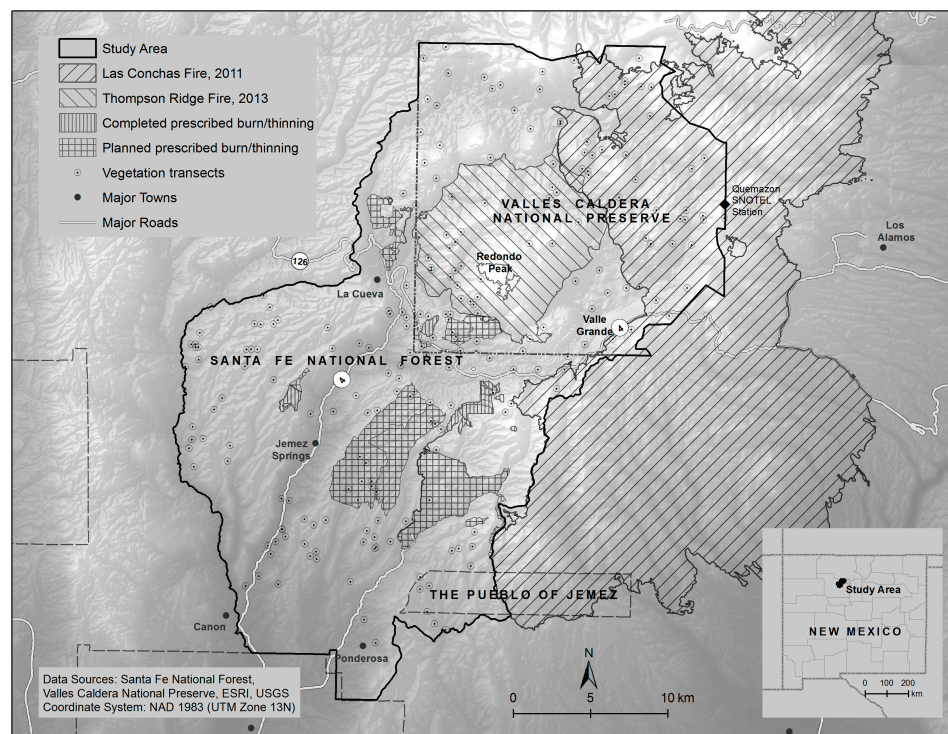 Study Area
Las Conchas Fire, 2011
Thompson Ridge Fire, 2013
Completed prescribed burn/thinning
Planned prescribed burn/thinning
Vegetation transects
Major Towns
Major Roads
VALLES CALDERA
NATIONAL PRESERVE
Quemazon
SNOTEL
Station
Los
Alamos
126
Redondo
Peak
La Cueva
Valle
Grande
4
SANTA FE NATIONAL FOREST
4
Jemez
Springs
THE PUEBLO OF JEMEZ
Canon
Ponderosa
Study Area
NEW MEXICO
0 100 200
km
Data Sources: Santa Fe National Forest,
Valles Caldera National Preserve, ESRI, USGS
Coordinate System: NAD 1983 (UTM Zone 13N)
N
0 5 10 km